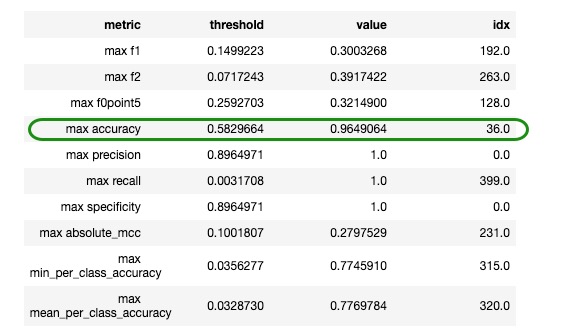 metric threshold value idx
max f1 0.1499223 0.3003268 192.0
max f2 0.0717243 0.3917422 263.0
max f0point5 0.2592703 0.3214900 128.0
max accuracy 0.5829664 0.9649064 36.0
max precision 0.8964971 1.0 0.0
max recall 0.0031708 1.0 399.0
max specificity 0.8964971 1.0 0.0
max absolute_mcc 0.1001807 0.2797529 231.0
max
min_per_class_accuracy 0.0356277 0.7745910 315.0
max
mean_per_class_accuracy 0.0328730 0.7769784 320.0